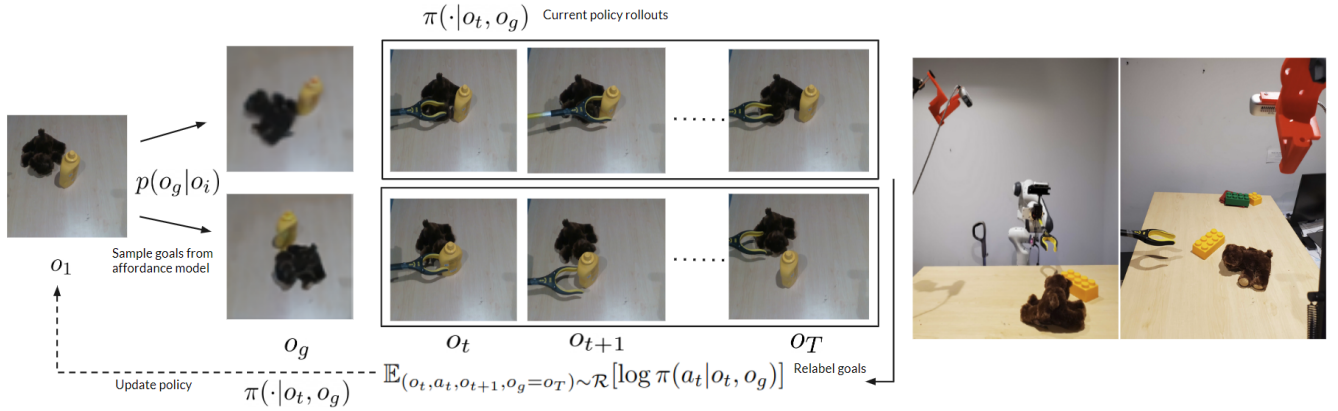 π(·|o_t, o_g) Current policy rollouts
p(o_g|o_i)
Sample goals from
affordance model
o_1
o_g
o_t
o_{t+1}
o_T
Relabel goals
𝔼_{(o_t,a_t,o_{t+1},o_g=o_T)∼ℛ}[log π(a_t|o_t, o_g)]
Update policy
π(·|o_t, o_g)